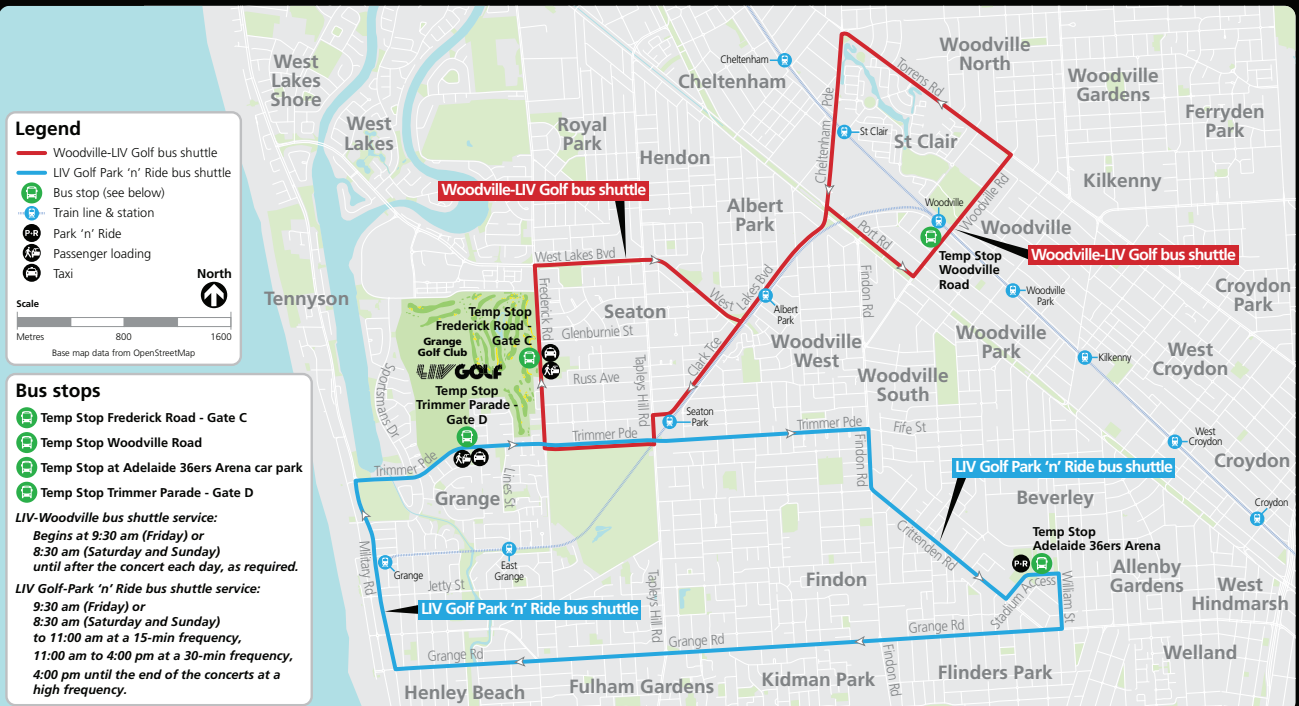 Legend
Woodville-LIV Golf bus shuttle
LIV Golf Park 'n' Ride bus shuttle
Bus stop (see below)
Train line & station
P•R
Park 'n' Ride
Passenger loading
Taxi
North
Scale
Metres
800
1600
Base map data from OpenStreetMap
Bus stops
Temp Stop Frederick Road - Gate C
Temp Stop Woodville Road
Temp Stop at Adelaide 36ers Arena car park
Temp Stop Trimmer Parade - Gate D
LIV-Woodville bus shuttle service:
Begins at 9:30 am (Friday) or
8:30 am (Saturday and Sunday)
until after the concert each day, as required.
LIV Golf-Park 'n' Ride bus shuttle service:
9:30 am (Friday) or
8:30 am (Saturday and Sunday)
to 11:00 am at a 15-min frequency,
11:00 am to 4:00 pm at a 30-min frequency,
4:00 pm until the end of the concerts at a
high frequency.
West
Lakes
Shore
West
Lakes
Royal
Park
Hendon
Cheltenham
Cheltenham
Cheltenham Pde
St Clair
St Clair
Torrens Rd
Woodville
North
Woodville
Gardens
Ferryden
Park
Kilkenny
Woodville-LIV Golf bus shuttle
Albert
Park
Port Rd
Woodville
Woodville Rd
Woodville
Temp Stop
Woodville
Road
Woodville-LIV Golf bus shuttle
Croydon
Park
Tennyson
West Lakes Blvd
Frederick Rd
Seaton
Glenburnie St
Russ Ave
Tapleys Hill Rd
West Lakes Blvd
Albert
Park
Clark Tce
Findon Rd
Woodville
West
Woodville
South
Woodville
Park
Woodville
Park
Kilkenny
West
Croydon
West
Croydon
Croydon
Croydon
Temp Stop
Frederick Road -
Gate C
Grange
Golf Club
LIV GOLF
Temp Stop
Trimmer Parade -
Gate D
Sportsmans Dr
Trimmer Pde
Trimmer Pde
Seaton
Park
Trimmer Pde
Fife St
Findon Rd
Lines St
Grange
LIV Golf Park 'n' Ride bus shuttle
Beverley
Crittenden Rd
Temp Stop
Adelaide 36ers Arena
P•R
Stadium Access
William St
Allenby
Gardens
West
Hindmarsh
Military Rd
Grange
East
Grange
Jetty St
LIV Golf Park 'n' Ride bus shuttle
Tapleys Hill Rd
Findon
Grange Rd
Grange Rd
Grange Rd
Findon Rd
Henley Beach
Fulham Gardens
Kidman Park
Flinders Park
Welland